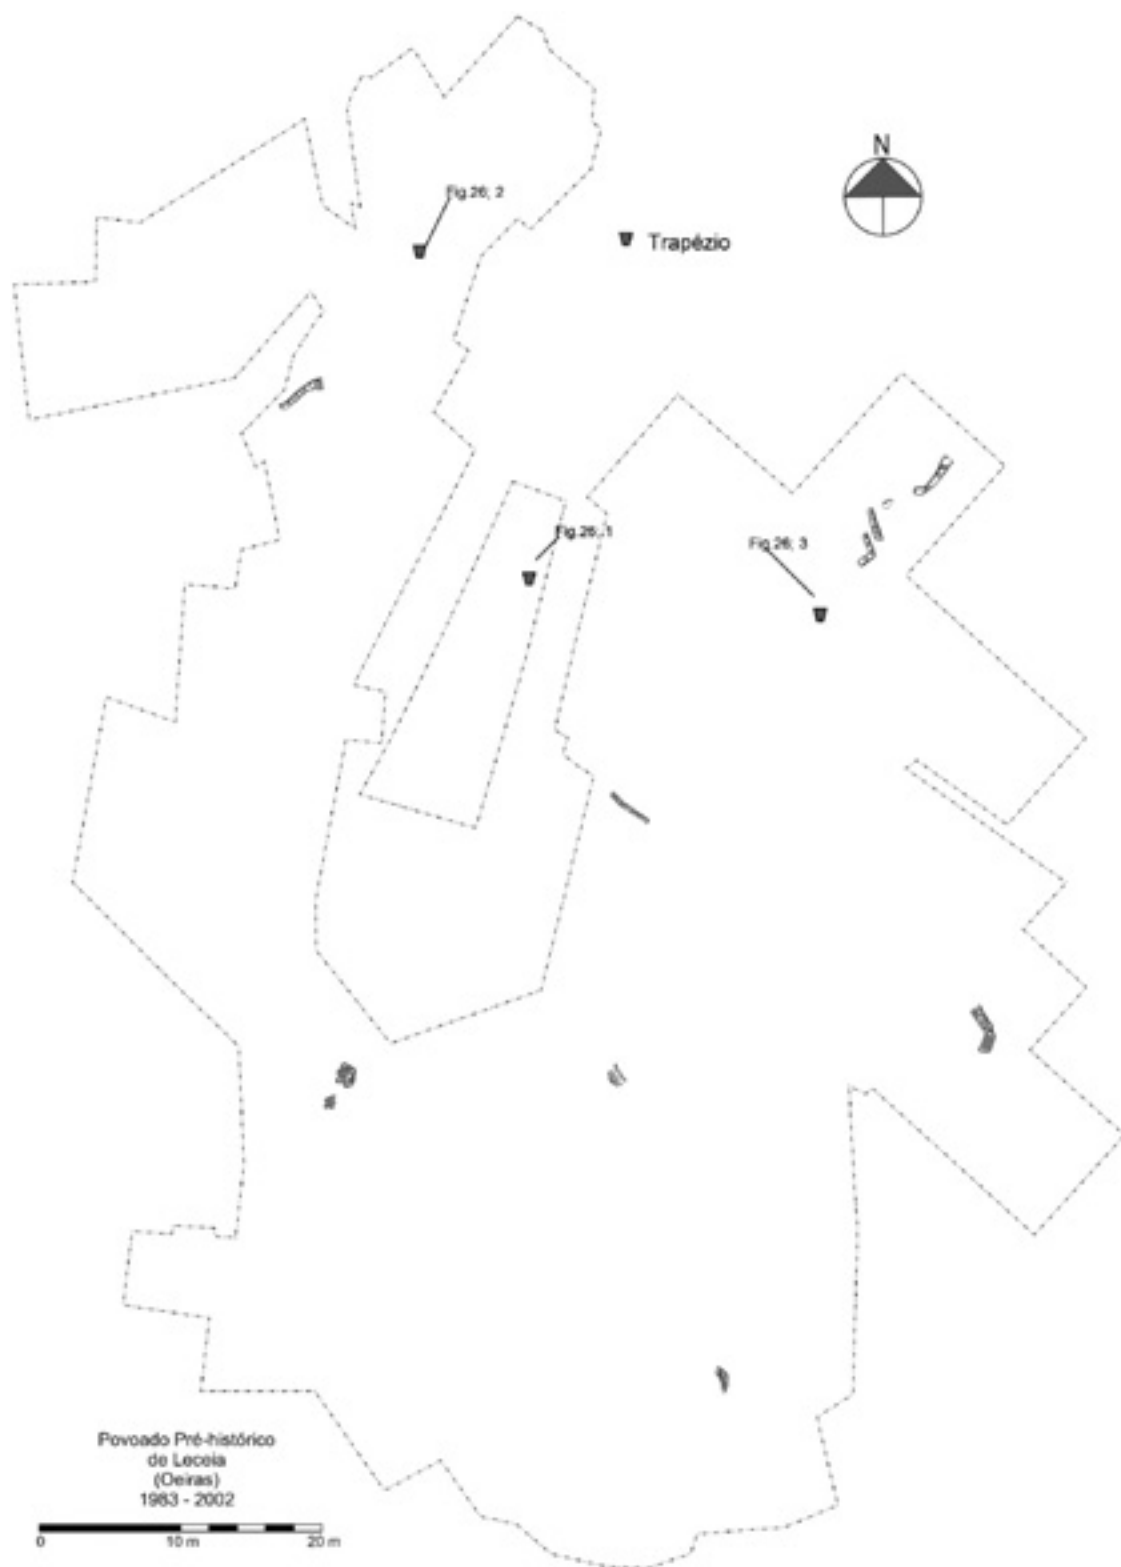 N
Fig.26; 2
Trapézio
Fig.26; 1
Fig.26; 3
Povoado Pré-histórico
de Leceia
(Oeiras)
1983 - 2002
0 10 m 20 m